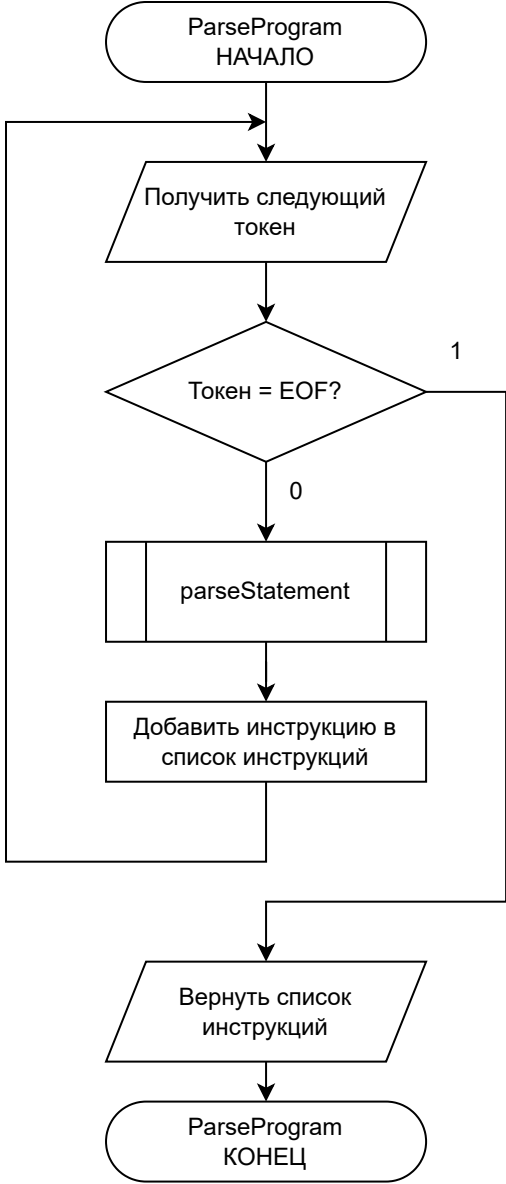 ParseProgram
НАЧАЛО
Получить следующий
токен
1
Токен = EOF?
0
parseStatement
Добавить инструкцию в
список инструкций
Вернуть список
инструкций
ParseProgram
КОНЕЦ